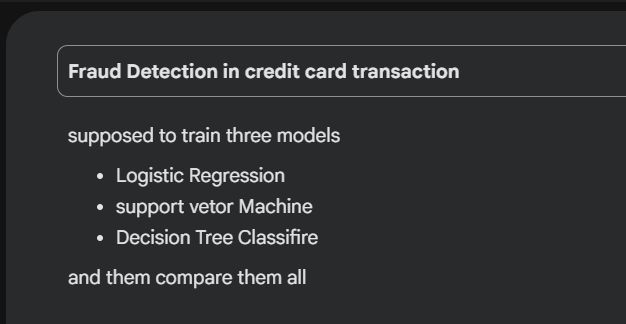 Fraud Detection in credit card transaction
supposed to train three models
• Logistic Regression
• support vetor Machine
• Decision Tree Classifire
and them compare them all